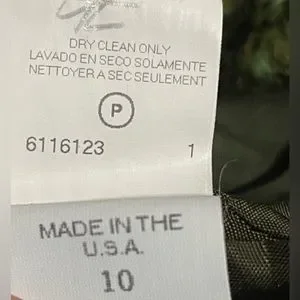 DRY CLEAN ONLY
LAVADO EN SECO SOLAMENTE
NETTOYER A SEC SEULEMENT
P
6116123 1
MADE IN THE
U.S.A.
10